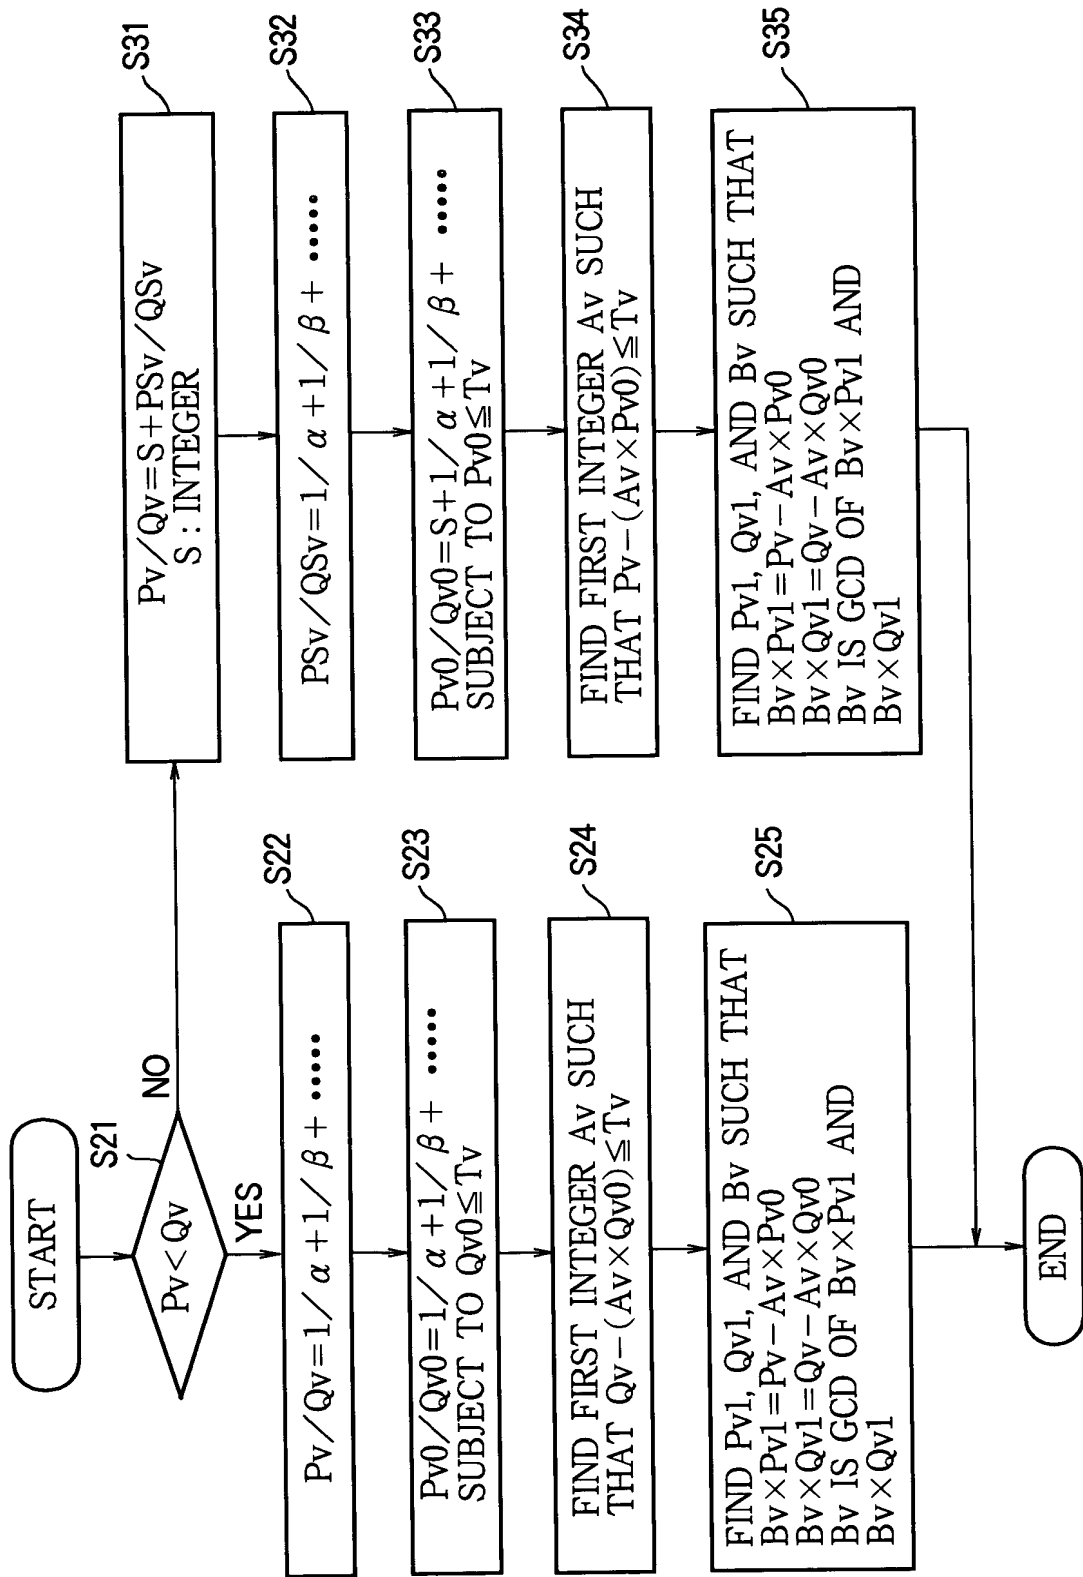 START
S21
Pv<Qv
NO
YES
S22
Pv/Qv=1/α+1/β+ •••••
S23
Pv0/Qv0=1/α+1/β+ •••••
SUBJECT TO Qv0≦Tv
S24
FIND FIRST INTEGER Av SUCH
THAT Qv-(Av×Qv0)≦Tv
S25
FIND Pv1, Qv1, AND Bv SUCH THAT
Bv×Pv1=Pv-Av×Pv0
Bv×Qv1=Qv-Av×Qv0
Bv IS GCD OF Bv×Pv1 AND
Bv×Qv1
S31
Pv/Qv=S+PSv/QSv
S : INTEGER
S32
PSv/QSv=1/α+1/β+ •••••
S33
Pv0/Qv0=S+1/α+1/β+ •••••
SUBJECT TO Pv0≦Tv
S34
FIND FIRST INTEGER Av SUCH
THAT Pv-(Av×Pv0)≦Tv
S35
FIND Pv1, Qv1, AND Bv SUCH THAT
Bv×Pv1=Pv-Av×Pv0
Bv×Qv1=Qv-Av×Qv0
Bv IS GCD OF Bv×Pv1 AND
Bv×Qv1
END